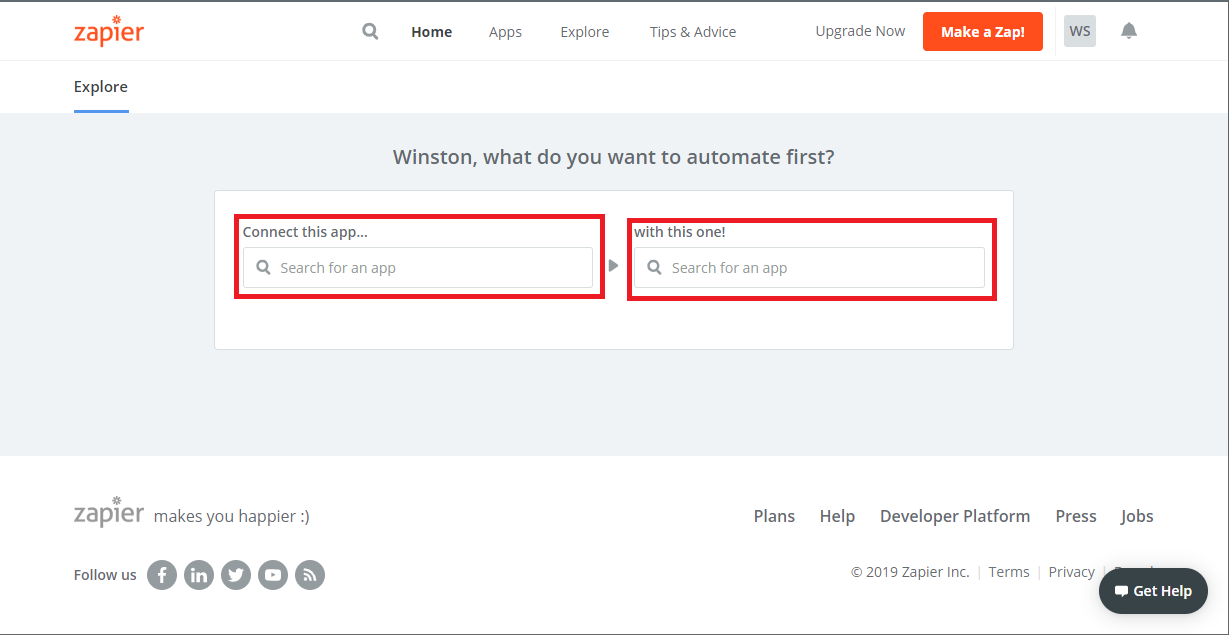 zapier
Home
Apps
Explore
Tips & Advice
Upgrade Now
Make a Zap!
WS
Explore
Winston, what do you want to automate first?
Connect this app...
with this one!
Search for an app
Search for an app
zapier makes you happier :)
Plans
Help
Developer Platform
Press
Jobs
Follow us
© 2019 Zapier Inc. | Terms | Privacy |
Get Help